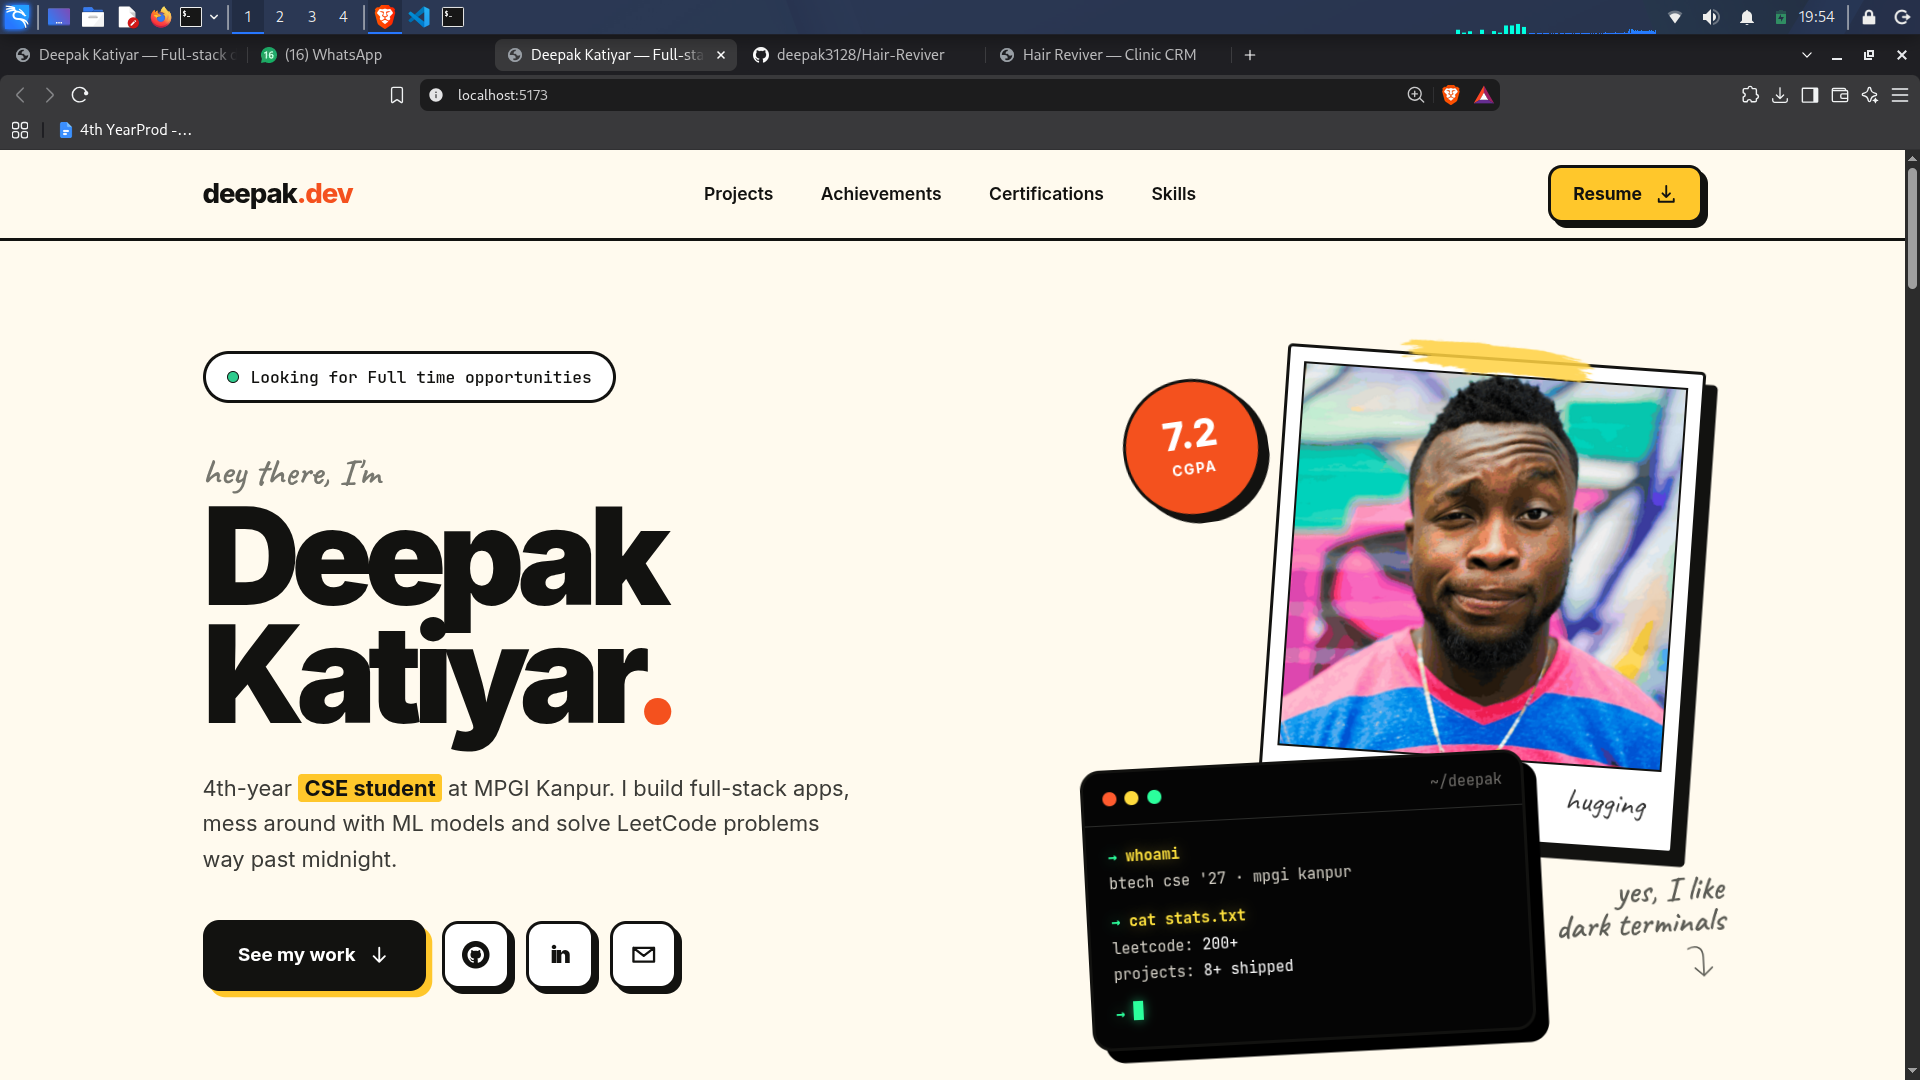 1 2 3 4
19:54
Deepak Katiyar — Full-stack
(16) WhatsApp
Deepak Katiyar — Full-sta
deepak3128/Hair-Reviver
Hair Reviver — Clinic CRM
localhost:5173
4th YearProd -...
deepak.dev
Projects
Achievements
Certifications
Skills
Resume
Looking for Full time opportunities
hey there, I'm
Deepak
Katiyar.
4th-year CSE student at MPGI Kanpur. I build full-stack apps,
mess around with ML models and solve LeetCode problems
way past midnight.
See my work ↓
in
7.2
CGPA
hugging
~/deepak
→ whoami
btech cse '27 · mpgi kanpur
→ cat stats.txt
leetcode: 200+
projects: 8+ shipped
→
yes, I like
dark terminals